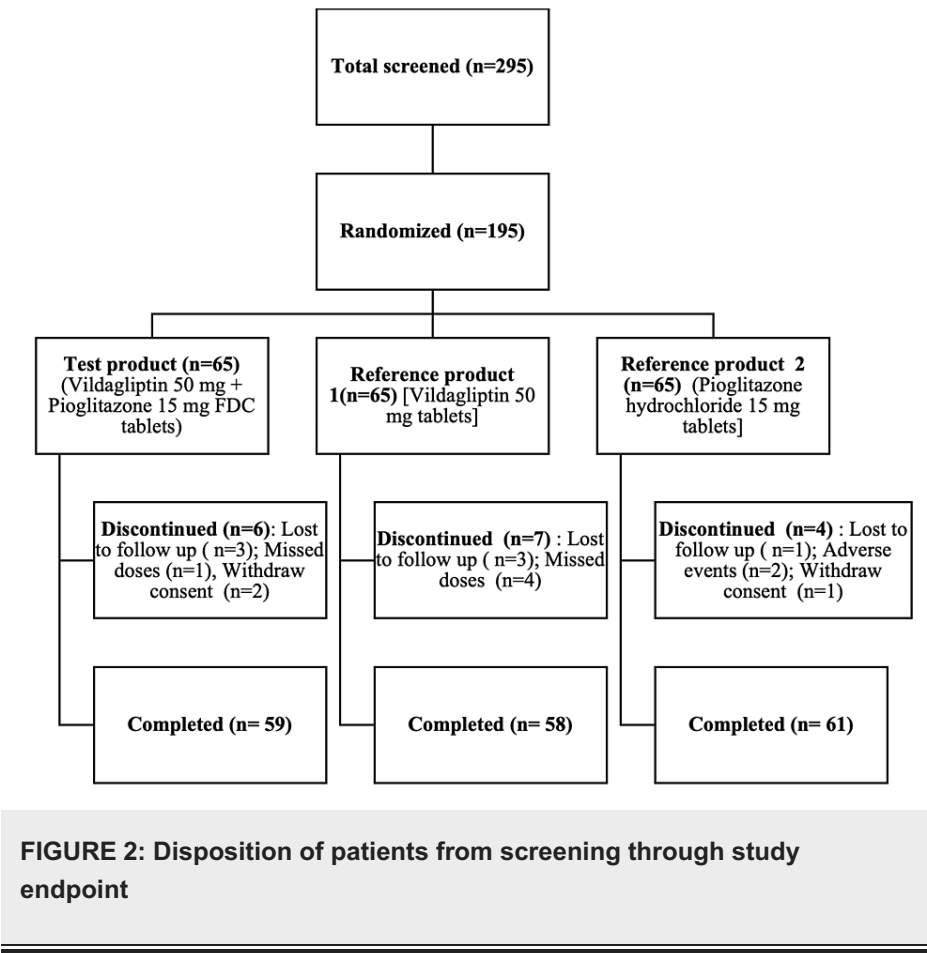 Total screened (n=295)
Randomized (n=195)
Test product (n=65)
(Vildagliptin 50 mg +
Pioglitazone 15 mg FDC
tablets)
Reference product
1(n=65) [Vildagliptin 50
mg tablets]
Reference product 2
(n=65) (Pioglitazone
hydrochloride 15 mg
tablets]
Discontinued (n=6): Lost
to follow up ( n=3); Missed
doses (n=1), Withdraw
consent (n=2)
Discontinued (n=7) : Lost
to follow up ( n=3); Missed
doses (n=4)
Discontinued (n=4) : Lost to
follow up ( n=1); Adverse
events (n=2); Withdraw
consent (n=1)
Completed (n= 59)
Completed (n= 58)
Completed (n= 61)
FIGURE 2: Disposition of patients from screening through study
endpoint